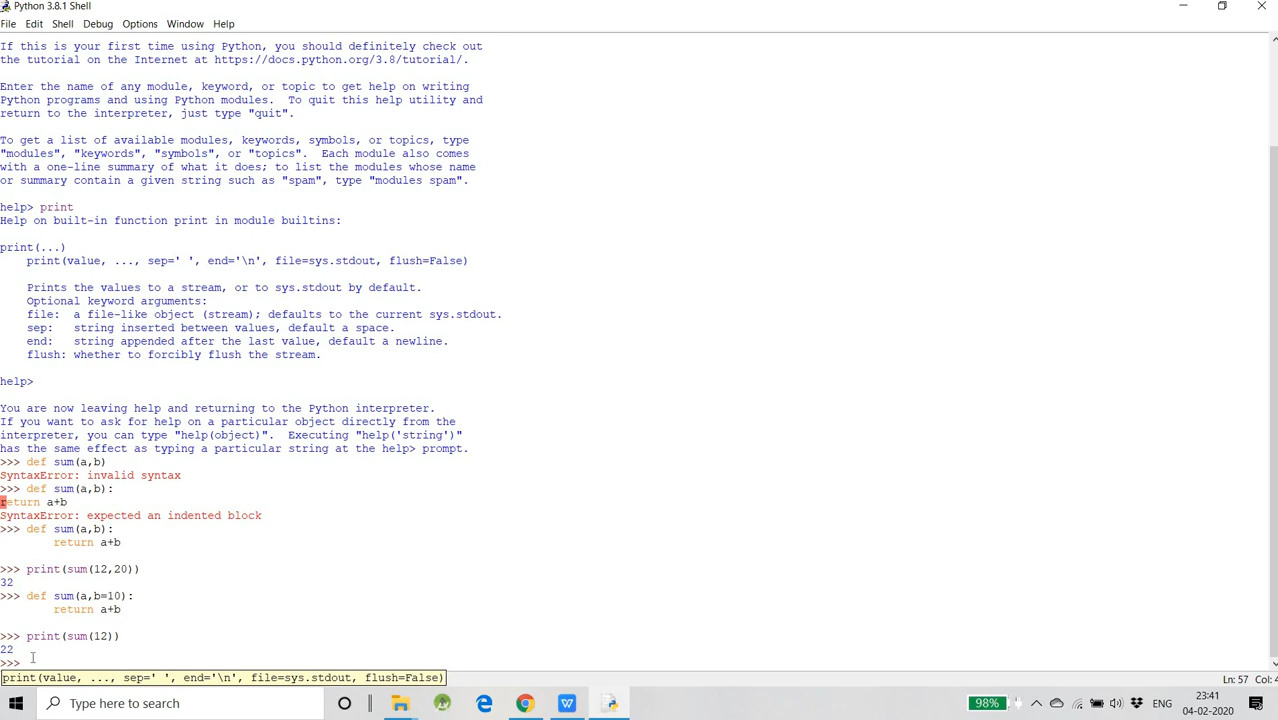 Python 3.8.1 Shell
File Edit Shell Debug Options Window Help
If this is your first time using Python, you should definitely check out
the tutorial on the Internet at https://docs.python.org/3.8/tutorial/.
Enter the name of any module, keyword, or topic to get help on writing
Python programs and using Python modules.  To quit this help utility and
return to the interpreter, just type "quit".
To get a list of available modules, keywords, symbols, or topics, type
"modules", "keywords", "symbols", or "topics".  Each module also comes
with a one-line summary of what it does; to list the modules whose name
or summary contain a given string such as "spam", type "modules spam".
help> print
Help on built-in function print in module builtins:
print(...)
    print(value, ..., sep=' ', end='\n', file=sys.stdout, flush=False)
    Prints the values to a stream, or to sys.stdout by default.
    Optional keyword arguments:
    file:  a file-like object (stream); defaults to the current sys.stdout.
    sep:   string inserted between values, default a space.
    end:   string appended after the last value, default a newline.
    flush: whether to forcibly flush the stream.
help>
You are now leaving help and returning to the Python interpreter.
If you want to ask for help on a particular object directly from the
interpreter, you can type "help(object)".  Executing "help('string')"
has the same effect as typing a particular string at the help> prompt.
>>> def sum(a,b)
SyntaxError: invalid syntax
>>> def sum(a,b):
return a+b
SyntaxError: expected an indented block
>>> def sum(a,b):
        return a+b
>>> print(sum(12,20))
32
>>> def sum(a,b=10):
        return a+b
>>> print(sum(12))
22
>>>
print(value, ..., sep=' ', end='\n', file=sys.stdout, flush=False)
Ln: 57 Col: 4
Type here to search
98%
ENG
23:41
04-02-2020